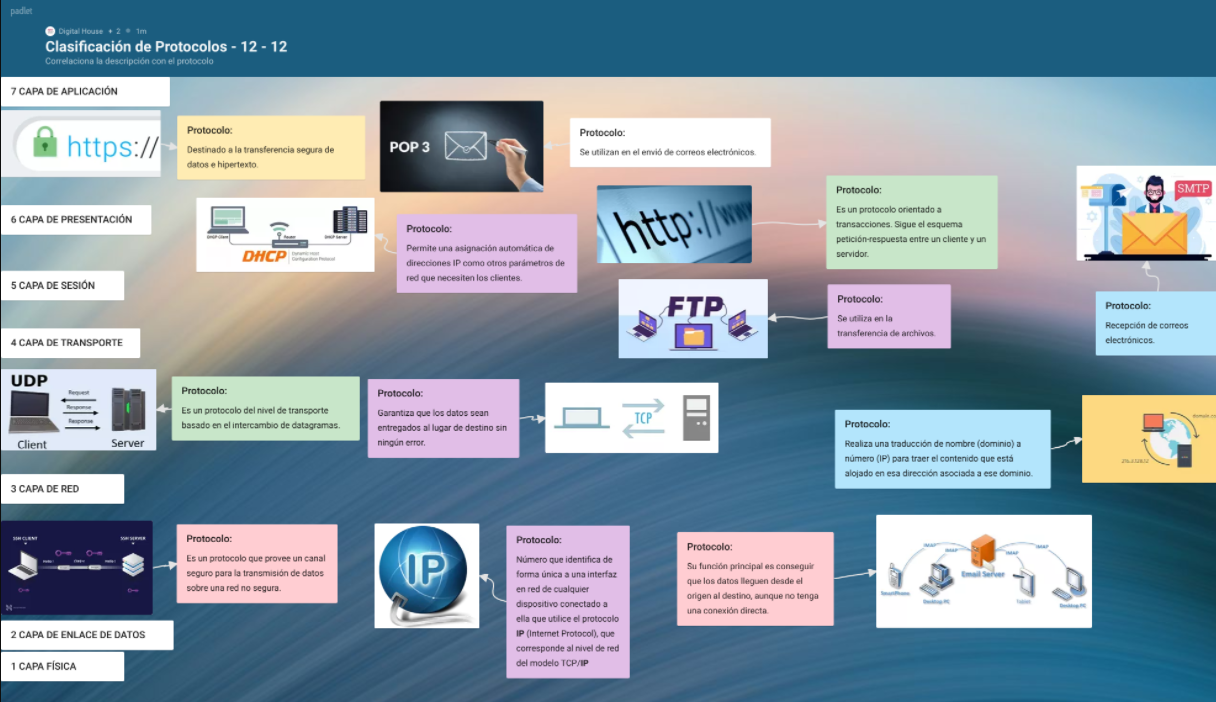 padlet
Digital House + 2 1m
Clasificación de Protocolos - 12 - 12
Correlaciona la descripción con el protocolo
7 CAPA DE APLICACIÓN
https://
Protocolo:
Destinado a la transferencia segura de
datos e hipertexto.
POP 3
Protocolo:
Se utilizan en el envió de correos electrónicos.
6 CAPA DE PRESENTACIÓN
DHCP Client
Router
DHCP Server
DHCP
Protocolo:
Permite una asignación automática de
direcciones IP como otros parámetros de
red que necesiten los clientes.
http://www
Protocolo:
Es un protocolo orientado a
transacciones. Sigue el esquema
petición-respuesta entre un cliente y un
servidor.
SMTP
5 CAPA DE SESIÓN
FTP
Protocolo:
Se utiliza en la
transferencia de archivos.
Protocolo:
Recepción de correos
electrónicos.
4 CAPA DE TRANSPORTE
UDP
Request
Response
Response
Client
Server
Protocolo:
Es un protocolo del nivel de transporte
basado en el intercambio de datagramas.
Protocolo:
Garantiza que los datos sean
entregados al lugar de destino sin
ningún error.
TCP
Protocolo:
Realiza una traducción de nombre (dominio) a
número (IP) para traer el contenido que está
alojado en esa dirección asociada a ese dominio.
3 CAPA DE RED
SSH CLIENT
SSH SERVER
Protocolo:
Es un protocolo que provee un canal
seguro para la transmisión de datos
sobre una red no segura.
IP
Protocolo:
Número que identifica de
forma única a una interfaz
en red de cualquier
dispositivo conectado a
ella que utilice el protocolo
IP (Internet Protocol), que
corresponde al nivel de red
del modelo TCP/IP
Protocolo:
Su función principal es conseguir
que los datos lleguen desde el
origen al destino, aunque no tenga
una conexión directa.
IMAP
IMAP
IMAP
IMAP
Email Server
SmartPhone
Desktop PC
Tablet
Desktop PC
2 CAPA DE ENLACE DE DATOS
1 CAPA FÍSICA